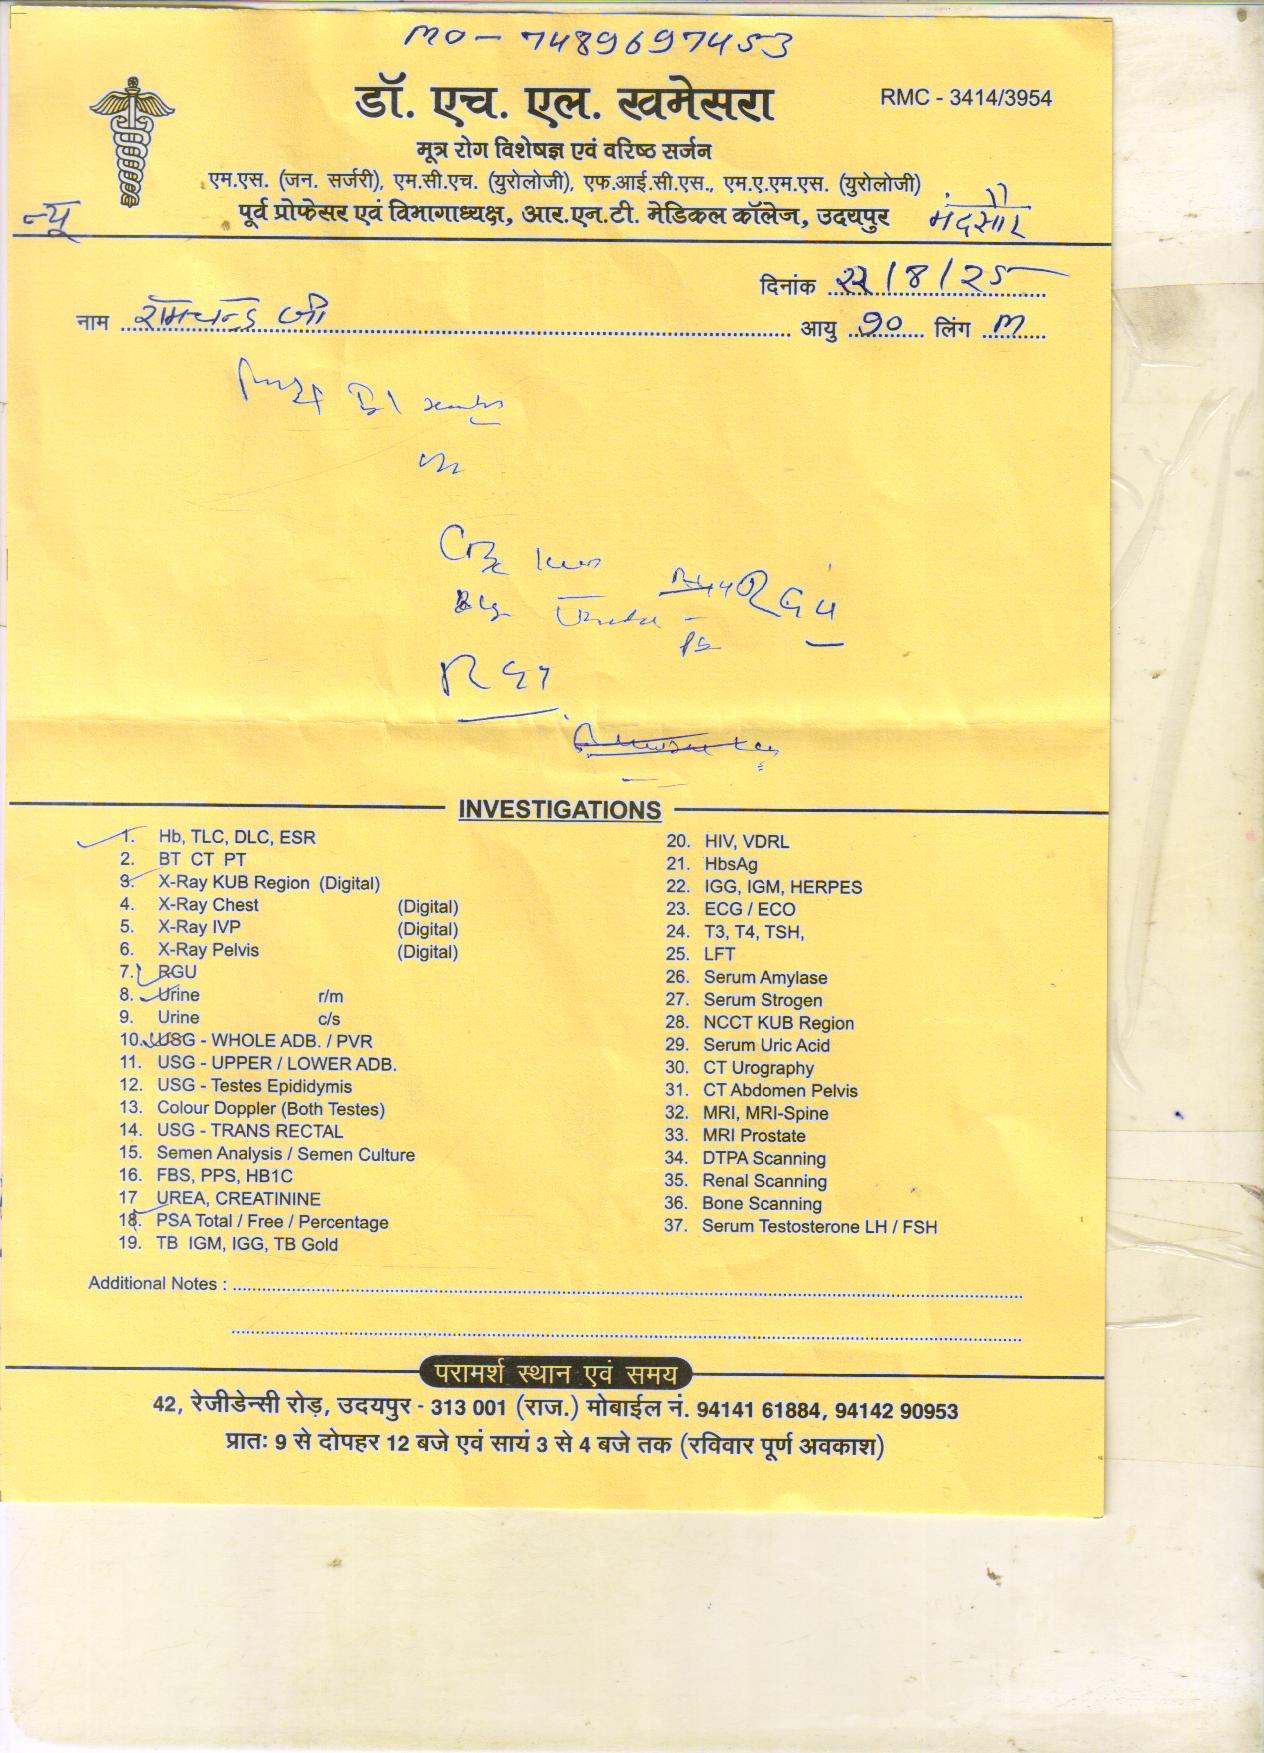 MO - 7489697453
डॉ. एच. एल. खमेसरा
RMC - 3414/3954
मूत्र रोग विशेषज्ञ एवं वरिष्ठ सर्जन
एम.एस. (जन. सर्जरी), एम.सी.एच. (युरोलोजी), एफ.आई.सी.एस., एम.ए.एम.एस. (युरोलोजी)
पूर्व प्रोफेसर एवं विभागाध्यक्ष, आर.एन.टी. मेडिकल कॉलेज, उदयपुर
न्यू
मंदसौर
दिनांक 22/8/25
नाम रामचन्द्र जी आयु 90 लिंग M
INVESTIGATIONS
1. Hb, TLC, DLC, ESR
2. BT CT PT
3. X-Ray KUB Region (Digital)
4. X-Ray Chest (Digital)
5. X-Ray IVP (Digital)
6. X-Ray Pelvis (Digital)
7. RGU
8. Urine r/m
9. Urine c/s
10. USG - WHOLE ADB. / PVR
11. USG - UPPER / LOWER ADB.
12. USG - Testes Epididymis
13. Colour Doppler (Both Testes)
14. USG - TRANS RECTAL
15. Semen Analysis / Semen Culture
16. FBS, PPS, HB1C
17 UREA, CREATININE
18. PSA Total / Free / Percentage
19. TB IGM, IGG, TB Gold
20. HIV, VDRL
21. HbsAg
22. IGG, IGM, HERPES
23. ECG / ECO
24. T3, T4, TSH,
25. LFT
26. Serum Amylase
27. Serum Strogen
28. NCCT KUB Region
29. Serum Uric Acid
30. CT Urography
31. CT Abdomen Pelvis
32. MRI, MRI-Spine
33. MRI Prostate
34. DTPA Scanning
35. Renal Scanning
36. Bone Scanning
37. Serum Testosterone LH / FSH
Additional Notes :
परामर्श स्थान एवं समय
42, रेजीडेन्सी रोड़, उदयपुर - 313 001 (राज.) मोबाईल नं. 94141 61884, 94142 90953
प्रातः 9 से दोपहर 12 बजे एवं सायं 3 से 4 बजे तक (रविवार पूर्ण अवकाश)